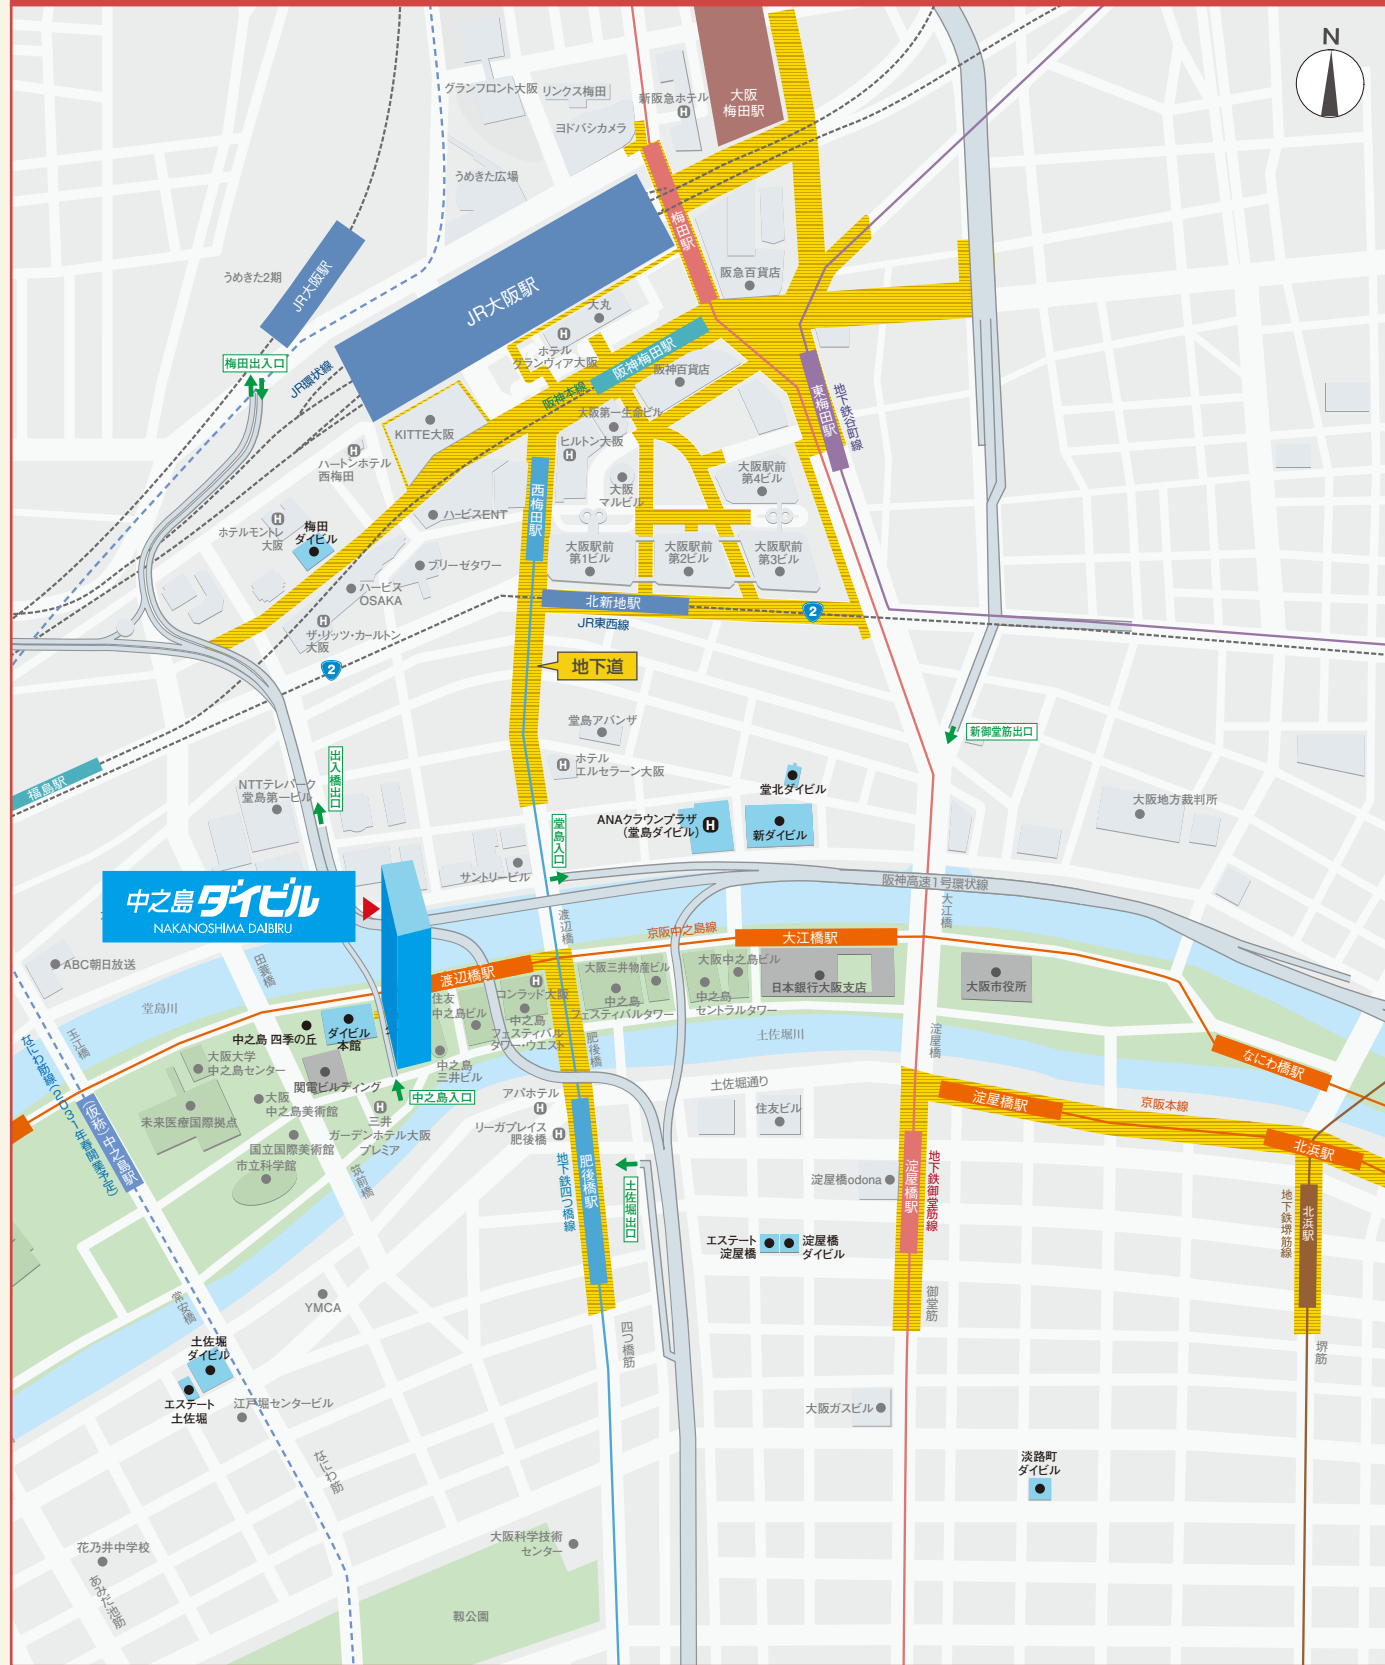 N
グランフロント大阪
リンクス梅田
新阪急ホテル
H
大阪
梅田駅
ヨドバシカメラ
うめきた広場
梅田駅
うめきた2期
JR大阪駅
JR大阪駅
阪急百貨店
大丸
H
ホテル
グランヴィア大阪
阪神梅田駅
阪神百貨店
梅田出入口
JR環状線
阪神本線
東梅田駅
地下鉄谷町線
KITTE大阪
大阪第一生命ビル
ヒルトン大阪
H
H
ハートンホテル
西梅田
大阪
マルビル
大阪駅前
第4ビル
西梅田駅
ハービスENT
H
ホテルモントレ
大阪
梅田
ダイビル
大阪駅前
第1ビル
大阪駅前
第2ビル
大阪駅前
第3ビル
ブリーゼタワー
ハービス
OSAKA
北新地駅
JR東西線
2
H
ザ・リッツ・カールトン
大阪
2
地下道
堂島アバンザ
新御堂筋出口
H
ホテル
エルセラーン大阪
福島駅
出入橋出口
NTTテレパーク
堂島第一ビル
堂北ダイビル
大阪地方裁判所
堂島入口
ANAクラウンプラザ
(堂島ダイビル)
H
新ダイビル
サントリービル
阪神高速1号環状線
中之島ダイビル
NAKANOSHIMA DAIBIRU
渡辺橋
大江橋
京阪中之島線
大江橋駅
ABC朝日放送
田蓑橋
渡辺橋駅
H
コンラッド大阪
大阪三井物産ビル
大阪中之島ビル
日本銀行大阪支店
大阪市役所
堂島川
住友
中之島ビル
中之島
フェスティバル
タワー・ウエスト
中之島
フェスティバルタワー
中之島
セントラルタワー
中之島 四季の丘
ダイビル
本館
土佐堀川
淀屋橋
玉江橋
肥後橋
なにわ橋駅
なにわ筋線(2031年春開業予定)
大阪大学
中之島センター
関電ビルディング
中之島
三井ビル
中之島入口
土佐堀通り
アパホテル
H
住友ビル
淀屋橋駅
京阪本線
(仮称)中之島駅
大阪
中之島美術館
未来医療国際拠点
H
三井
ガーデンホテル大阪
プレミア
リーガプレイス
肥後橋
H
北浜駅
国立国際美術館
市立科学館
筑前橋
地下鉄四つ橋線
肥後橋駅
土佐堀出口
淀屋橋odona
淀屋橋駅
地下鉄御堂筋線
地下鉄堺筋線
北浜駅
エステート
淀屋橋
淀屋橋
ダイビル
YMCA
常安橋
御堂筋
四つ橋筋
堺筋
土佐堀
ダイビル
エステート
土佐堀
江戸堀センタービル
大阪ガスビル
なにわ筋
淡路町
ダイビル
大阪科学技術
センター
花乃井中学校
あみだ池筋
靱公園